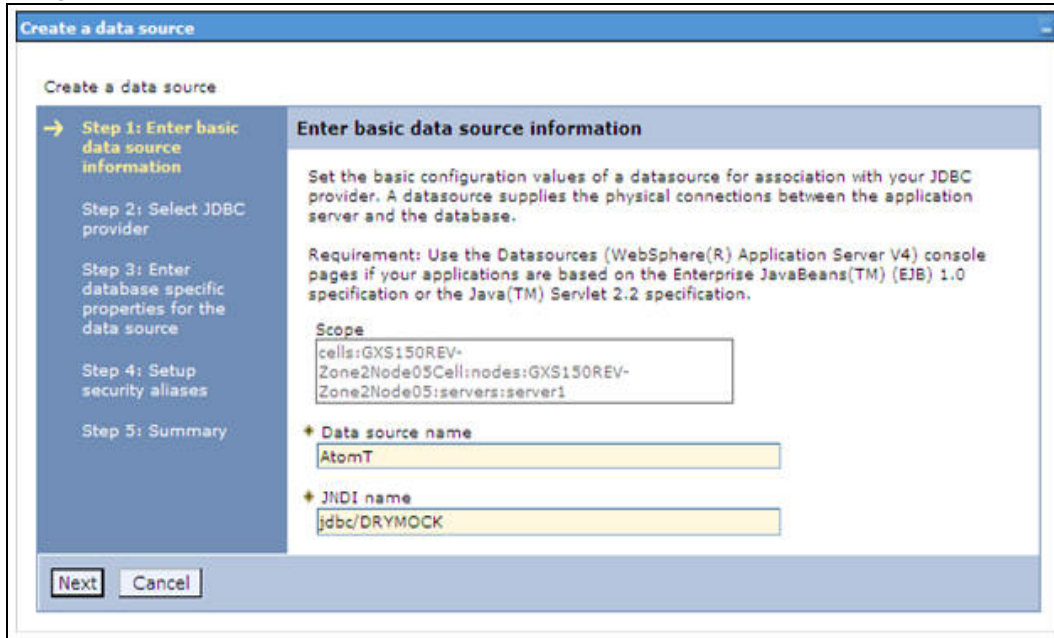 Create a data source
Create a data source
Step 1: Enter basic
data source
information
Step 2: Select JDBC
provider
Step 3: Enter
database specific
properties for the
data source
Step 4: Setup
security aliases
Step 5: Summary
Enter basic data source information
Set the basic configuration values of a datasource for association with your JDBC
provider. A datasource supplies the physical connections between the application
server and the database.
Requirement: Use the Datasources (WebSphere(R) Application Server V4) console
pages if your applications are based on the Enterprise JavaBeans(TM) (EJB) 1.0
specification or the Java(TM) Servlet 2.2 specification.
Scope
cells:GXS150REV-
Zone2Node05Cell:nodes:GXS150REV-
Zone2Node05:servers:server1
Data source name
AtomT
JNDI name
jdbc/DRYMOCK
Next Cancel